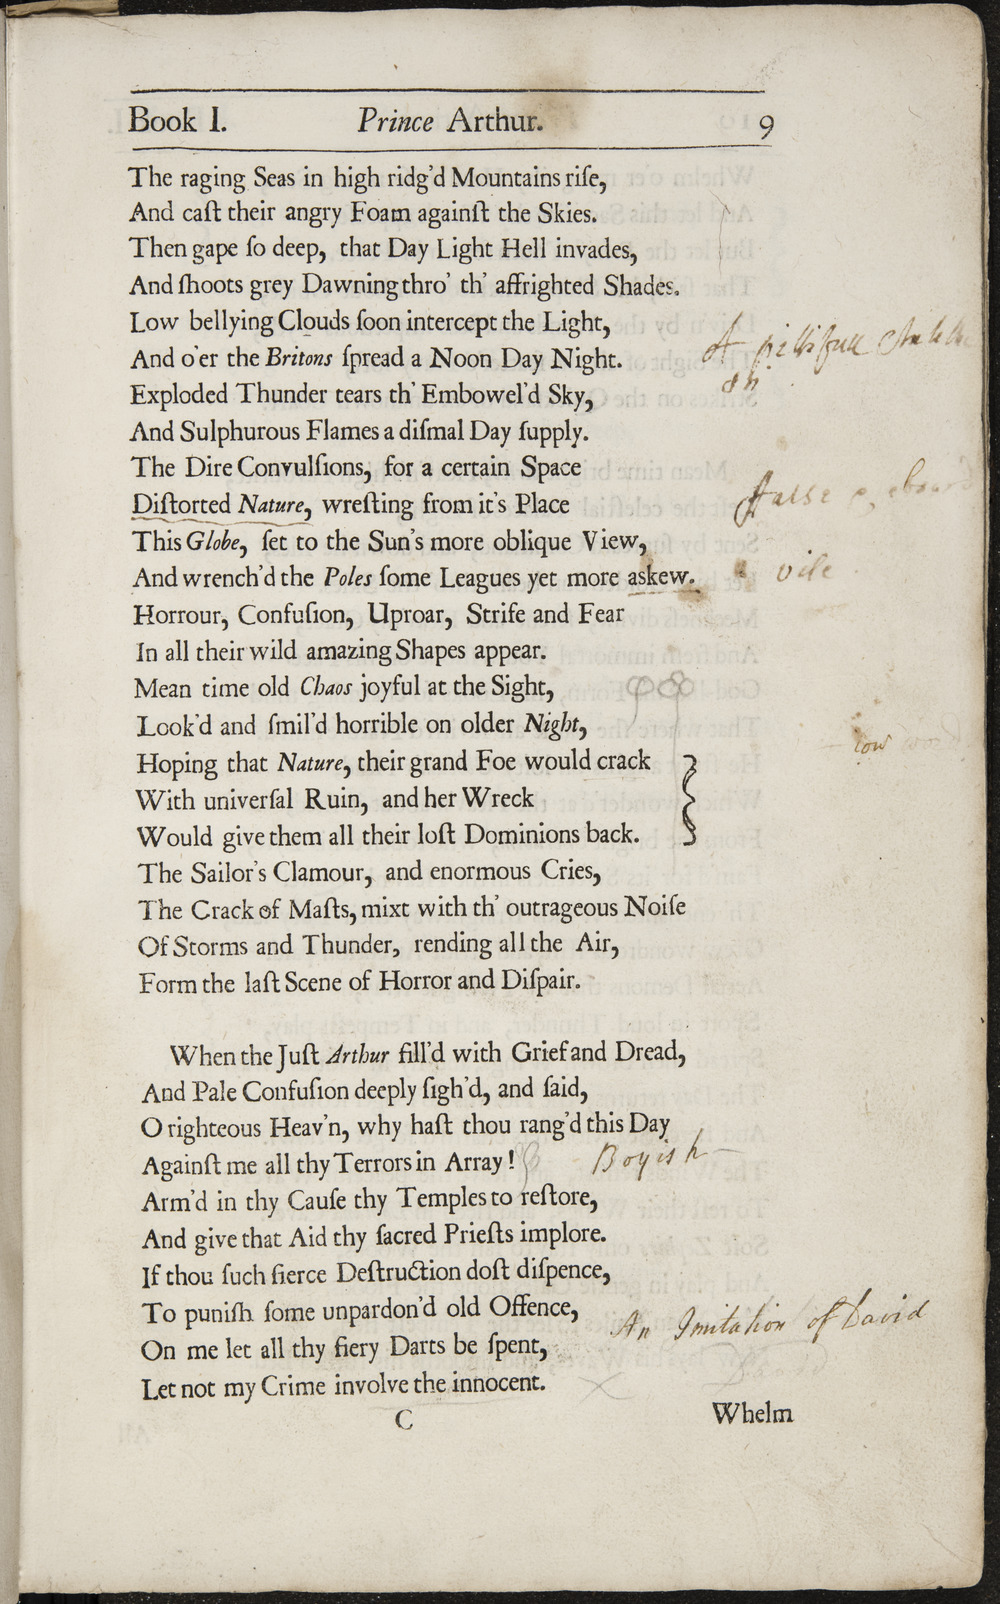 Book I. Prince Arthur. 9
The raging Seas in high ridg'd Mountains riſe,
And caſt their angry Foam againſt the Skies.
Then gape ſo deep, that Day Light Hell invades,
And ſhoots grey Dawning thro' th' affrighted Shades.
Low bellying Clouds ſoon intercept the Light,
And o'er the Britons ſpread a Noon Day Night.
A pittifull
Exploded Thunder tears th' Embowel'd Sky,
And Sulphurous Flames a diſmal Day ſupply.
The Dire Convulſions, for a certain Space
Diſtorted Nature, wreſting from it's Place
False
This Globe, ſet to the Sun's more oblique View,
And wrench'd the Poles ſome Leagues yet more askew.
vile
Horrour, Confuſion, Uproar, Strife and Fear
In all their wild amazing Shapes appear.
Mean time old Chaos joyful at the Sight,
Look'd and ſmil'd horrible on older Night,
low word
Hoping that Nature, their grand Foe would crack
With univerſal Ruin, and her Wreck
Would give them all their loſt Dominions back.
The Sailor's Clamour, and enormous Cries,
The Crack of Maſts, mixt with th' outrageous Noiſe
Of Storms and Thunder, rending all the Air,
Form the laſt Scene of Horror and Diſpair.
When the Juſt Arthur fill'd with Grief and Dread,
And Pale Confuſion deeply ſigh'd, and ſaid,
O righteous Heav'n, why haſt thou rang'd this Day
Againſt me all thy Terrors in Array!
Boyish
Arm'd in thy Cauſe thy Temples to reſtore,
And give that Aid thy ſacred Prieſts implore.
If thou ſuch fierce Deſtruction doſt diſpence,
To puniſh ſome unpardon'd old Offence,
An Imitation of David
On me let all thy fiery Darts be ſpent,
Let not my Crime involve the innocent.
C Whelm